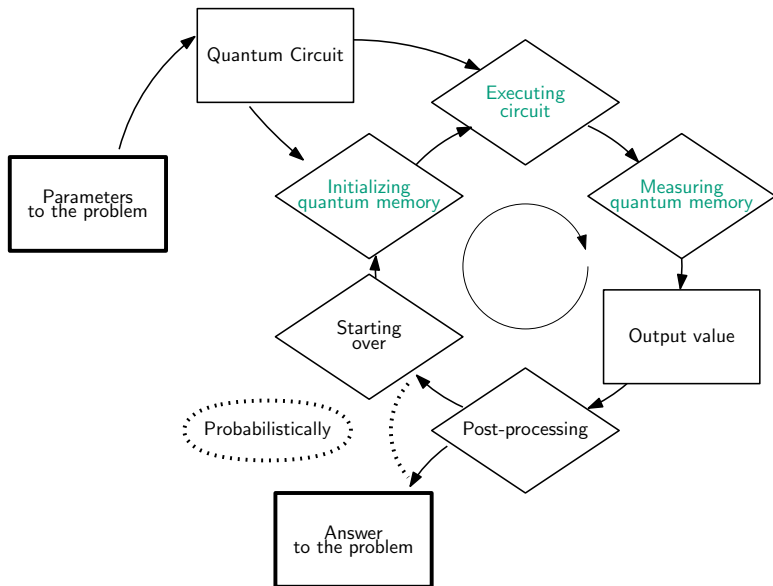 Quantum Circuit
Executing
circuit
Parameters
to the problem
Initializing
quantum memory
Measuring
quantum memory
Starting
over
Output value
Probabilistically
Post-processing
Answer
to the problem